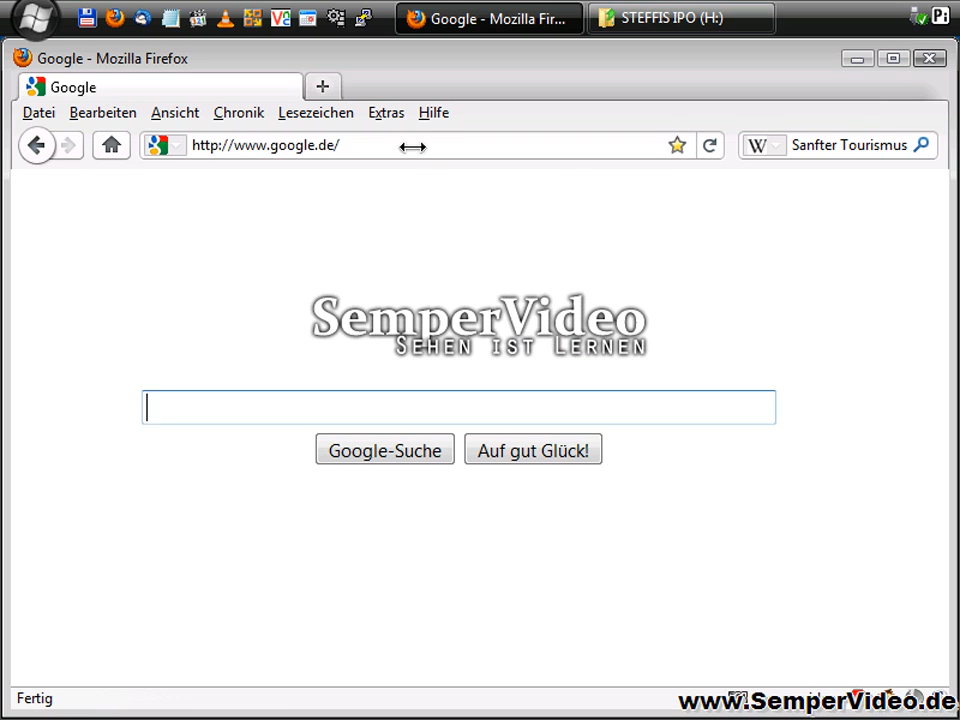 Google - Mozilla Fir...
STEFFIS IPO (H:)
Google - Mozilla Firefox
Google
Datei Bearbeiten Ansicht Chronik Lesezeichen Extras Hilfe
http://www.google.de/
W Sanfter Tourismus
SemperVideo
SEHEN IST LERNEN
Google-Suche Auf gut Glück!
Fertig
www.SemperVideo.de